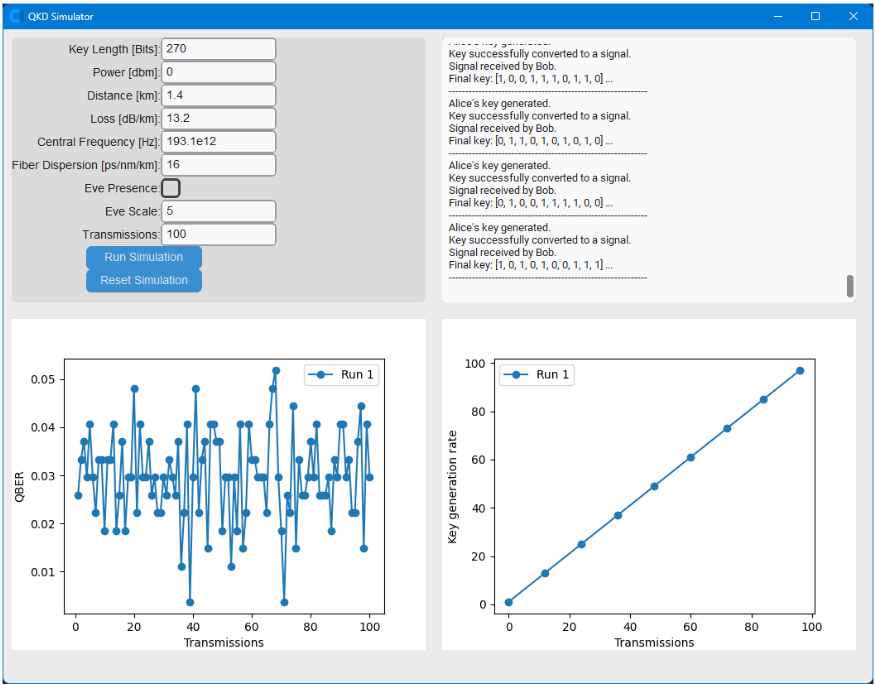 QKD Simulator
Key Length [Bits]: 270
Power [dbm]: 0
Distance [km]: 1.4
Loss [dB/km]: 13.2
Central Frequency [Hz]: 193.1e12
Fiber Dispersion [ps/nm/km]: 16
Eve Presence:
Eve Scale: 5
Transmissions: 100
Run Simulation
Reset Simulation
Key successfully converted to a signal.
Signal received by Bob.
Final key: [1, 0, 0, 1, 1, 1, 0, 1, 1, 0] ...
--------------------------------------------------------------
Alice's key generated.
Key successfully converted to a signal.
Signal received by Bob.
Final key: [0, 1, 1, 0, 1, 0, 1, 0, 1, 0] ...
--------------------------------------------------------------
Alice's key generated.
Key successfully converted to a signal.
Signal received by Bob.
Final key: [0, 1, 0, 0, 1, 1, 1, 1, 0, 0] ...
--------------------------------------------------------------
Alice's key generated.
Key successfully converted to a signal.
Signal received by Bob.
Final key: [1, 0, 1, 0, 1, 0, 0, 1, 1, 1] ...
--------------------------------------------------------------
Run 1
0.05
0.04
0.03
0.02
0.01
QBER
0 20 40 60 80 100
Transmissions
Run 1
100
80
60
40
20
0
Key generation rate
0 20 40 60 80 100
Transmissions